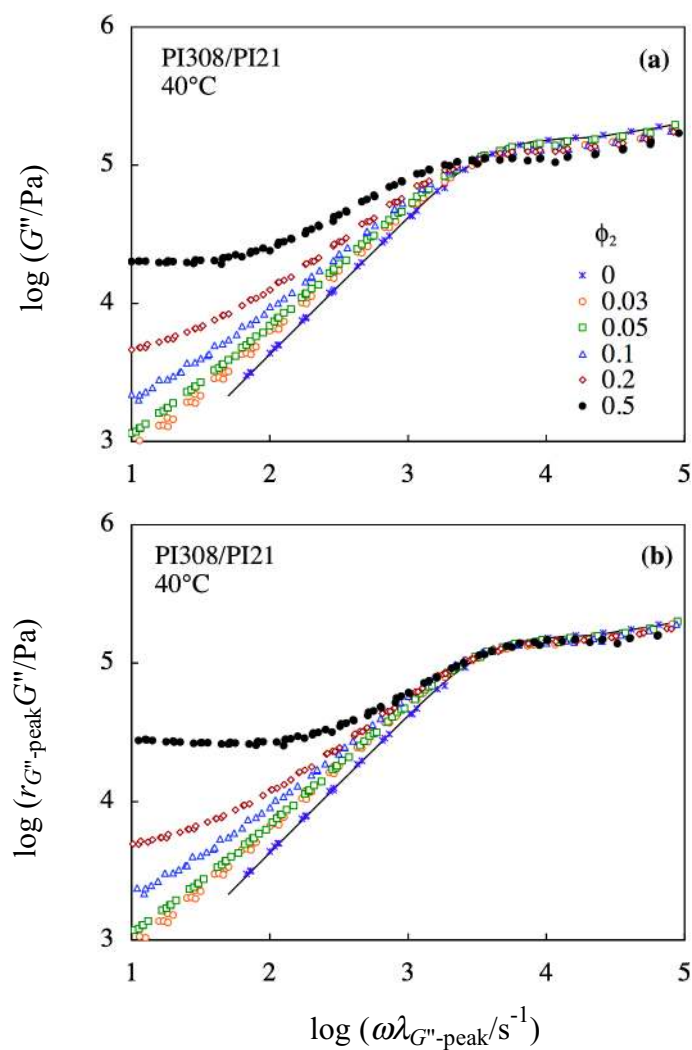 6
PI308/PI21
40°C
(a)
5
log (G"/Pa)
ϕ2
0
0.03
0.05
0.1
0.2
0.5
4
3
1 2 3 4 5
6
PI308/PI21
40°C
(b)
5
log (rG"-peakG"/Pa)
4
3
1 2 3 4 5
log (ωλG"-peak/s-1)